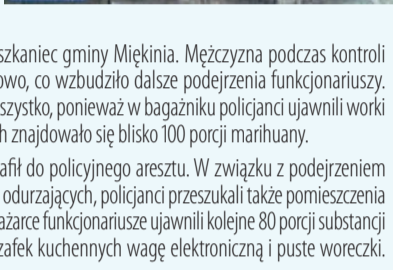 szkaniec gminy Miękinia. Mężczyzna podczas kontroli
owo, co wzbudziło dalsze podejrzenia funkcjonariuszy.
szystko, ponieważ w bagażniku policjanci ujawnili worki
h znajdowało się blisko 100 porcji marihuany.
afił do policyjnego aresztu. W związku z podejrzeniem
odurzających, policjanci przeszukali także pomieszczenia
ażarce funkcjonariusze ujawnili kolejne 80 porcji substancji
zafek kuchennych wagę elektroniczną i puste woreczki.